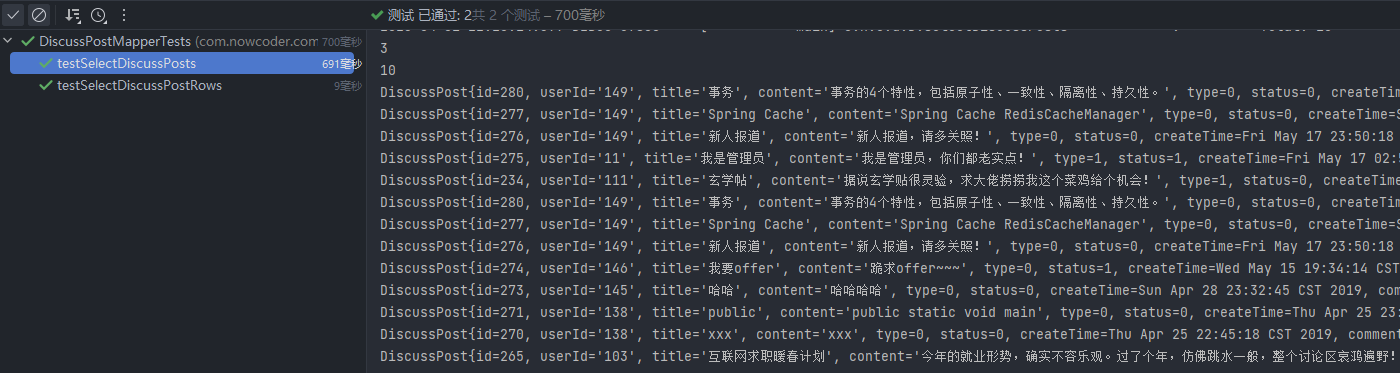 测试 已通过: 2共 2 个测试 – 700毫秒
DiscussPostMapperTests (com.nowcoder.com 700毫秒
testSelectDiscussPosts 691毫秒
testSelectDiscussPostRows 9毫秒
3
10
DiscussPost{id=280, userId='149', title='事务', content='事务的4个特性，包括原子性、一致性、隔离性、持久性。', type=0, status=0, createTim
DiscussPost{id=277, userId='149', title='Spring Cache', content='Spring Cache RedisCacheManager', type=0, status=0, createTime=S
DiscussPost{id=276, userId='149', title='新人报道', content='新人报道，请多关照！', type=0, status=0, createTime=Fri May 17 23:50:18
DiscussPost{id=275, userId='11', title='我是管理员', content='我是管理员，你们都老实点！', type=1, status=1, createTime=Fri May 17 02:5
DiscussPost{id=234, userId='111', title='玄学帖', content='据说玄学贴很灵验，求大佬捞捞我这个菜鸡给个机会！', type=1, status=0, createTime
DiscussPost{id=280, userId='149', title='事务', content='事务的4个特性，包括原子性、一致性、隔离性、持久性。', type=0, status=0, createTim
DiscussPost{id=277, userId='149', title='Spring Cache', content='Spring Cache RedisCacheManager', type=0, status=0, createTime=S
DiscussPost{id=276, userId='149', title='新人报道', content='新人报道，请多关照！', type=0, status=0, createTime=Fri May 17 23:50:18
DiscussPost{id=274, userId='146', title='我要offer', content='跪求offer~~~', type=0, status=1, createTime=Wed May 15 19:34:14 CST
DiscussPost{id=273, userId='145', title='哈哈', content='哈哈哈哈', type=0, status=0, createTime=Sun Apr 28 23:32:45 CST 2019, com
DiscussPost{id=271, userId='138', title='public', content='public static void main', type=0, status=0, createTime=Thu Apr 25 23:
DiscussPost{id=270, userId='138', title='xxx', content='xxx', type=0, status=0, createTime=Thu Apr 25 22:45:18 CST 2019, comment
DiscussPost{id=265, userId='103', title='互联网求职暖春计划', content='今年的就业形势，确实不容乐观。过了个年，仿佛跳水一般，整个讨论区哀鸿遍野！